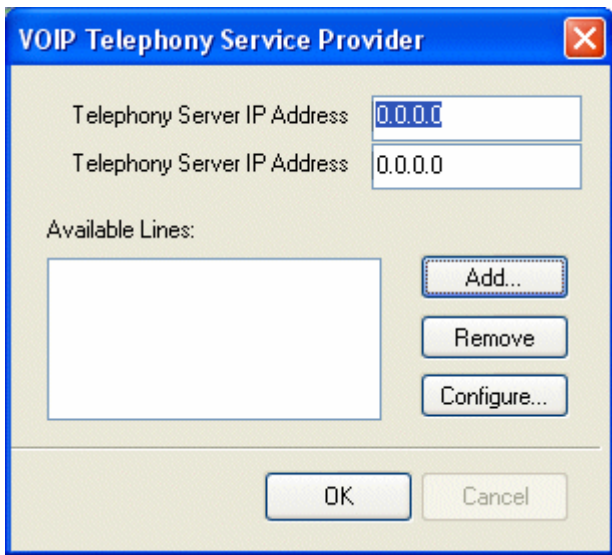 VOIP Telephony Service Provider
Telephony Server IP Address 0.0.0.0
Telephony Server IP Address 0.0.0.0
Available Lines:
Add...
Remove
Configure...
OK Cancel